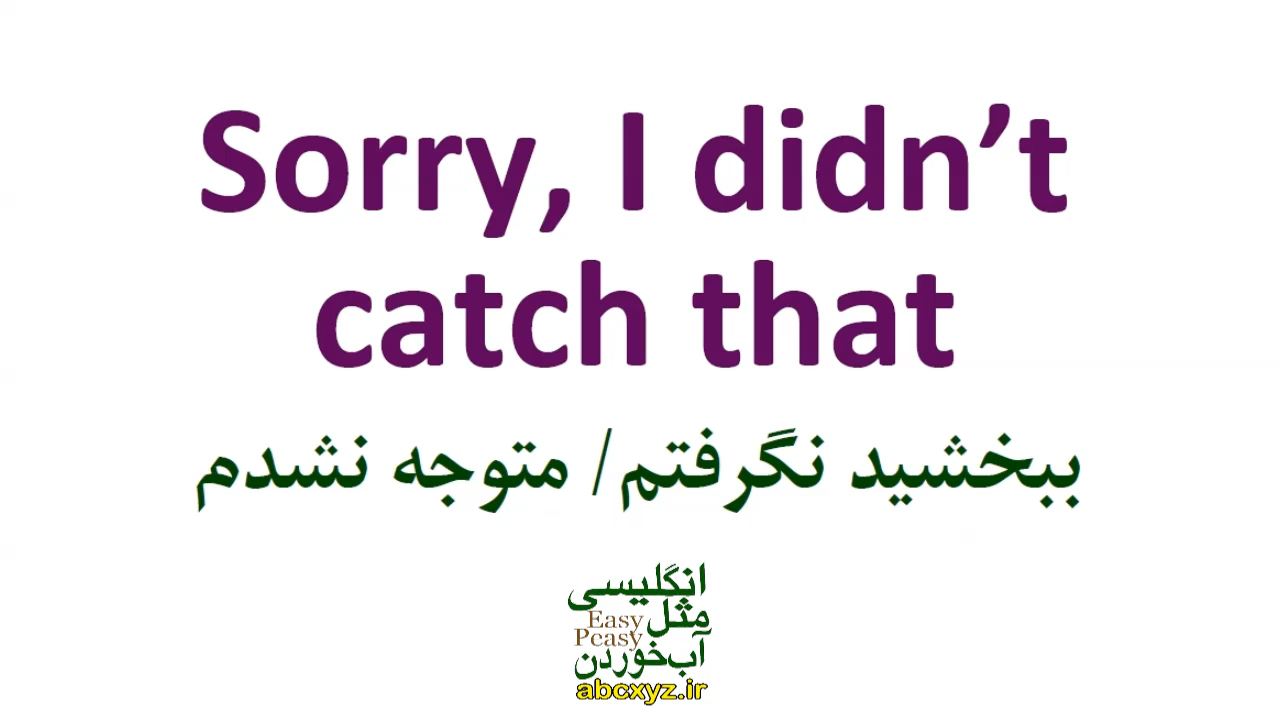 Sorry, I didn’t
catch that
ببخشید نگرفتم/ متوجه نشدم
انگلیسی
مثل
Easy
Peasy
آب‌خوردن
abcxyz.ir